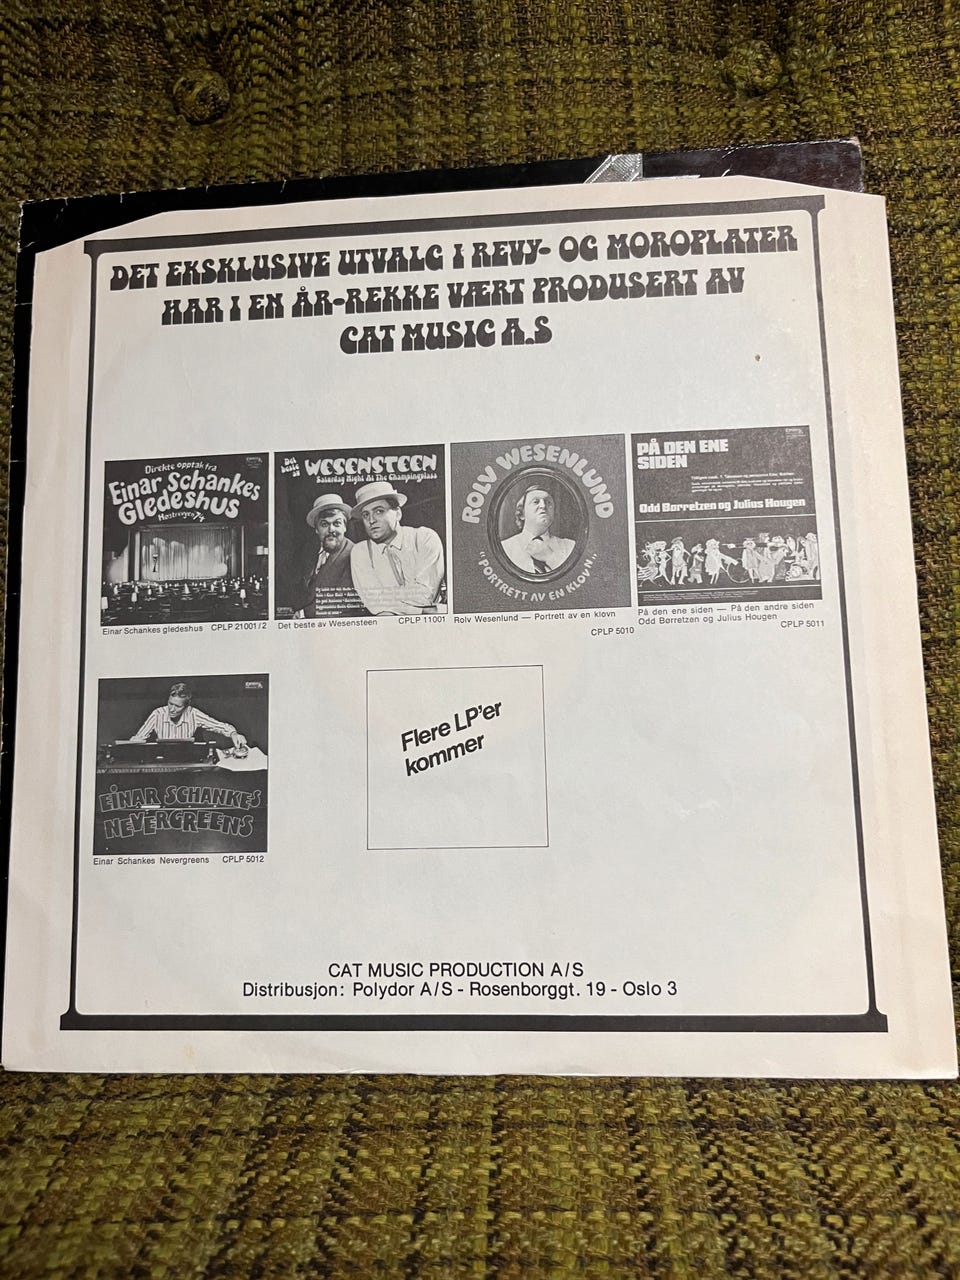 DET EKSKLUSIVE UTVALG I REVY- OG MOROPLATER
HAR I EN ÅR-REKKE VÆRT PRODUSERT AV
CAT MUSIC A.S
Direkte opptak fra
Einar Schankes
Gledeshus
Høstrevyen 74
Einar Schankes gledeshus CPLP 21001/2
Det beste av
WESENSTEEN
Saturday Night At The Champingplass
Det beste av Wesensteen CPLP 11001
ROLV WESENLUND
"PORTRETT AV EN KLOVN"
Rolv Wesenlund — Portrett av en klovn
CPLP 5010
PÅ DEN ENE
SIDEN
Odd Børretzen og Julius Hougen
På den ene siden — På den andre siden
Odd Børretzen og Julius Hougen
CPLP 5011
EINAR SCHANKES
NEVERGREENS
Einar Schankes Nevergreens CPLP 5012
Flere LP'er
kommer
CAT MUSIC PRODUCTION A/S
Distribusjon: Polydor A/S - Rosenborggt. 19 - Oslo 3